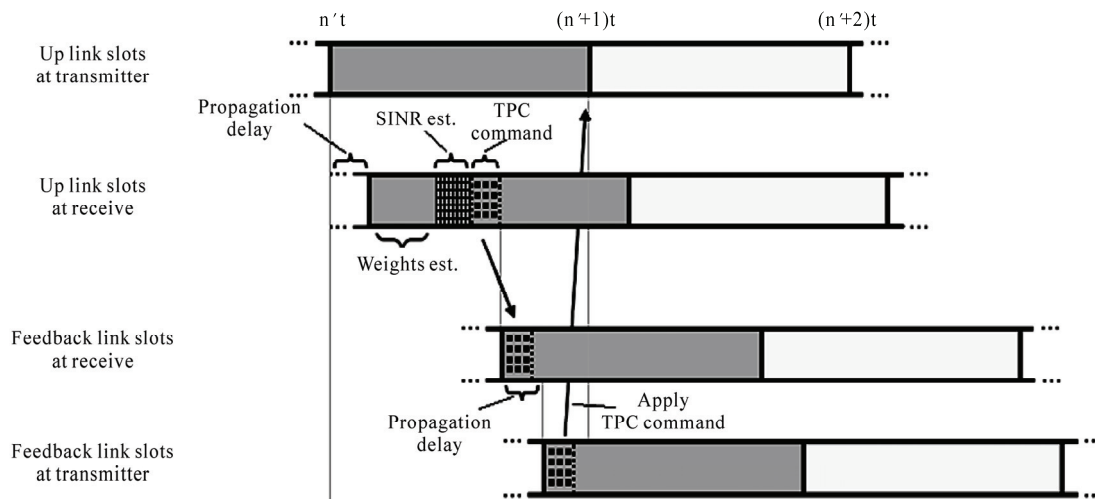 n′t
(n′+1)t
(n′+2)t
Up link slots
at transmitter
Propagation
delay
SINR est.
TPC
command
Up link slots
at receive
Weights est.
Feedback link slots
at receive
Propagation
delay
Apply
TPC command
Feedback link slots
at transmitter